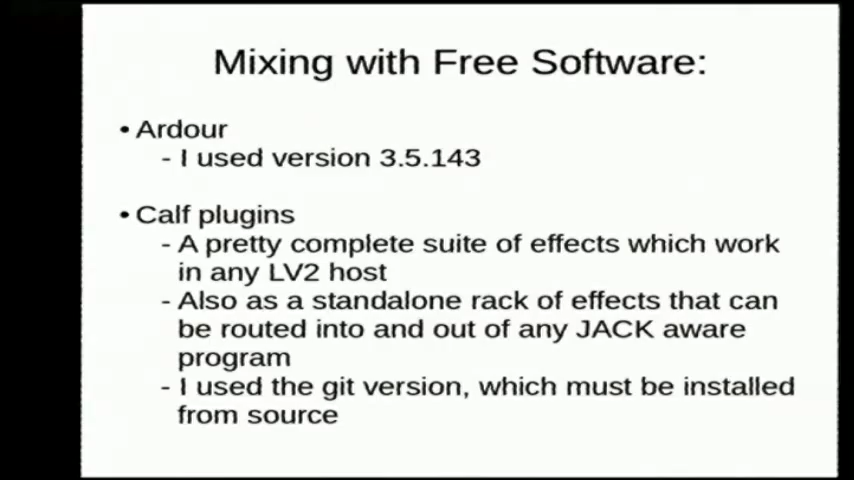 Mixing with Free Software:
• Ardour
- I used version 3.5.143
• Calf plugins
- A pretty complete suite of effects which work
in any LV2 host
- Also as a standalone rack of effects that can
be routed into and out of any JACK aware
program
- I used the git version, which must be installed
from source